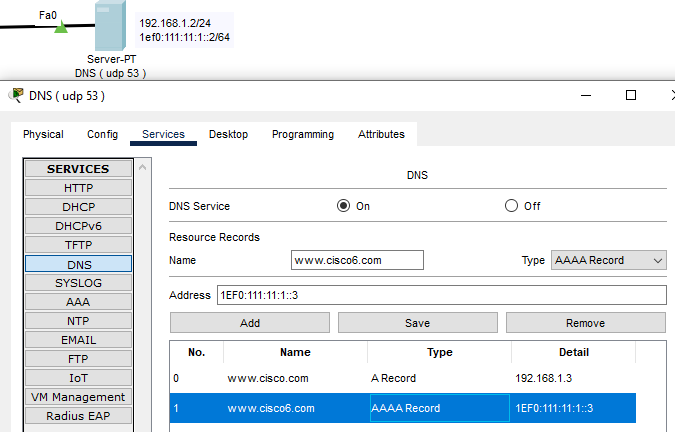 Fa0
192.168.1.2/24
1ef0:111:11:1::2/64
Server-PT
DNS ( udp 53 )
DNS ( udp 53 )
Physical Config Services Desktop Programming Attributes
SERVICES
HTTP
DHCP
DHCPv6
TFTP
DNS
SYSLOG
AAA
NTP
EMAIL
FTP
IoT
VM Management
Radius EAP
DNS
DNS Service On Off
Resource Records
Name www.cisco6.com Type AAAA Record
Address 1EF0:111:11:1::3
Add Save Remove
No. Name Type Detail
0 www.cisco.com A Record 192.168.1.3
1 www.cisco6.com AAAA Record 1EF0:111:11:1::3